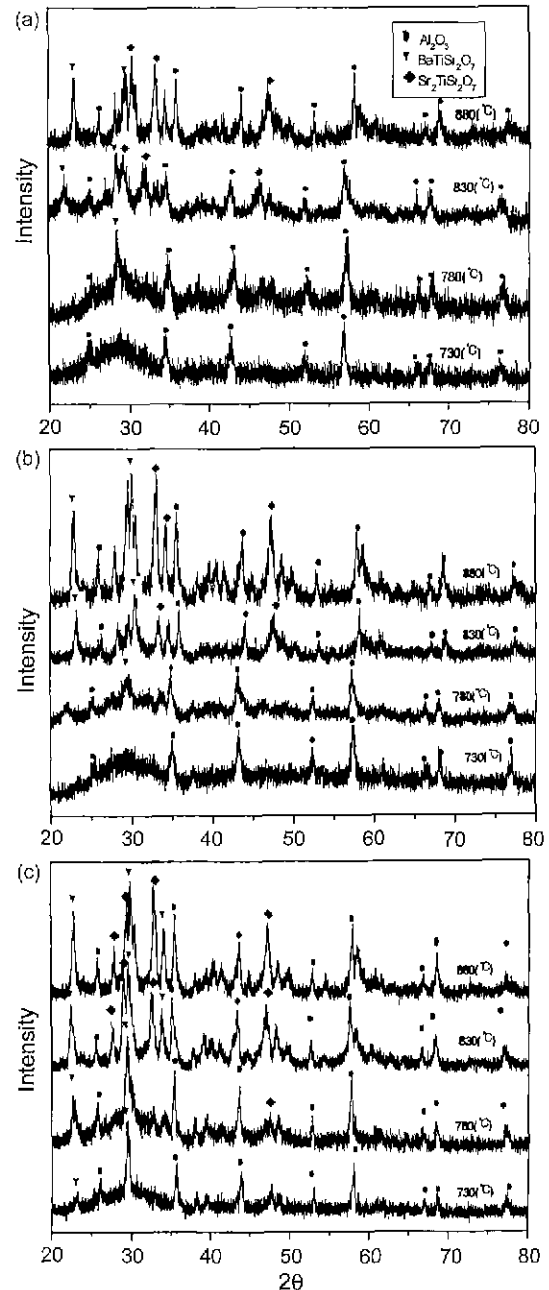 (a)
Al₂O₃
BaTiSi₂O₇
Sr₂TiSi₂O₇
880(℃)
830(℃)
780(℃)
730(℃)
Intensity
20 30 40 50 60 70 80
(b)
880(℃)
830(℃)
780(℃)
730(℃)
Intensity
20 30 40 50 60 70 80
(c)
880(℃)
830(℃)
780(℃)
730(℃)
Intensity
20 30 40 50 60 70 80
2θ